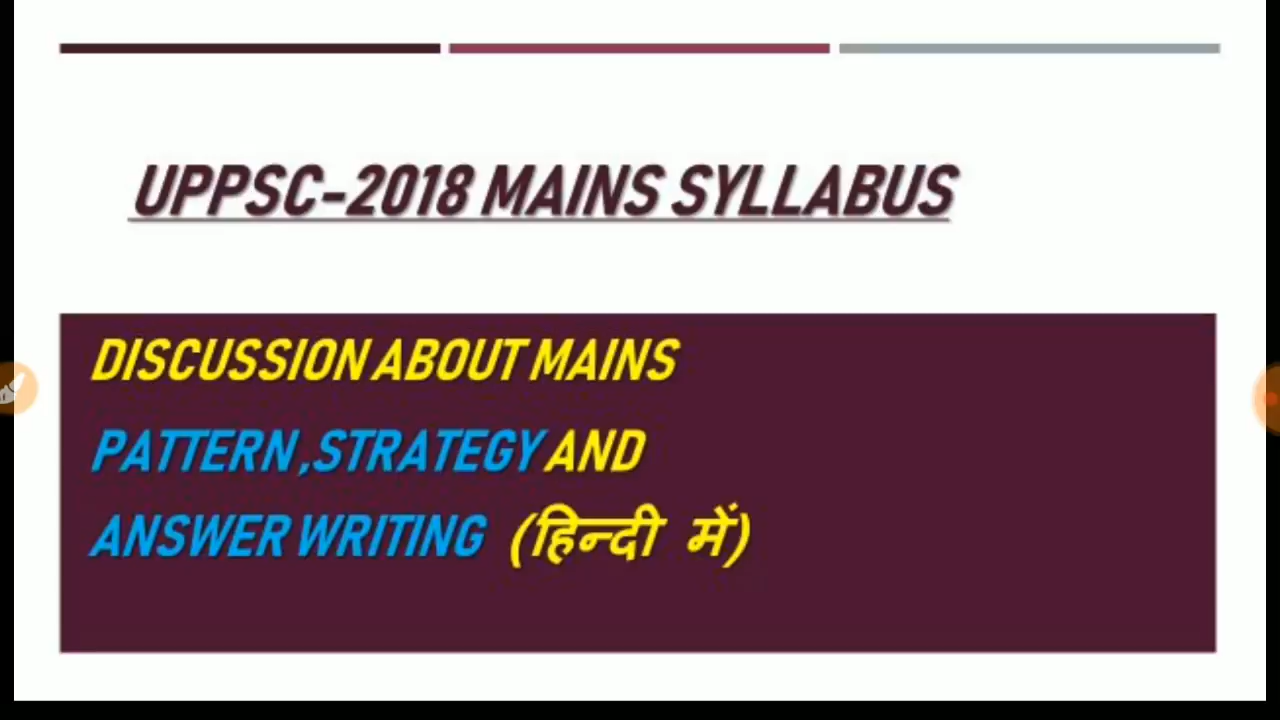 UPPSC-2018 MAINS SYLLABUS
DISCUSSION ABOUT MAINS
PATTERN ,STRATEGY AND
ANSWER WRITING (हिन्दी में)